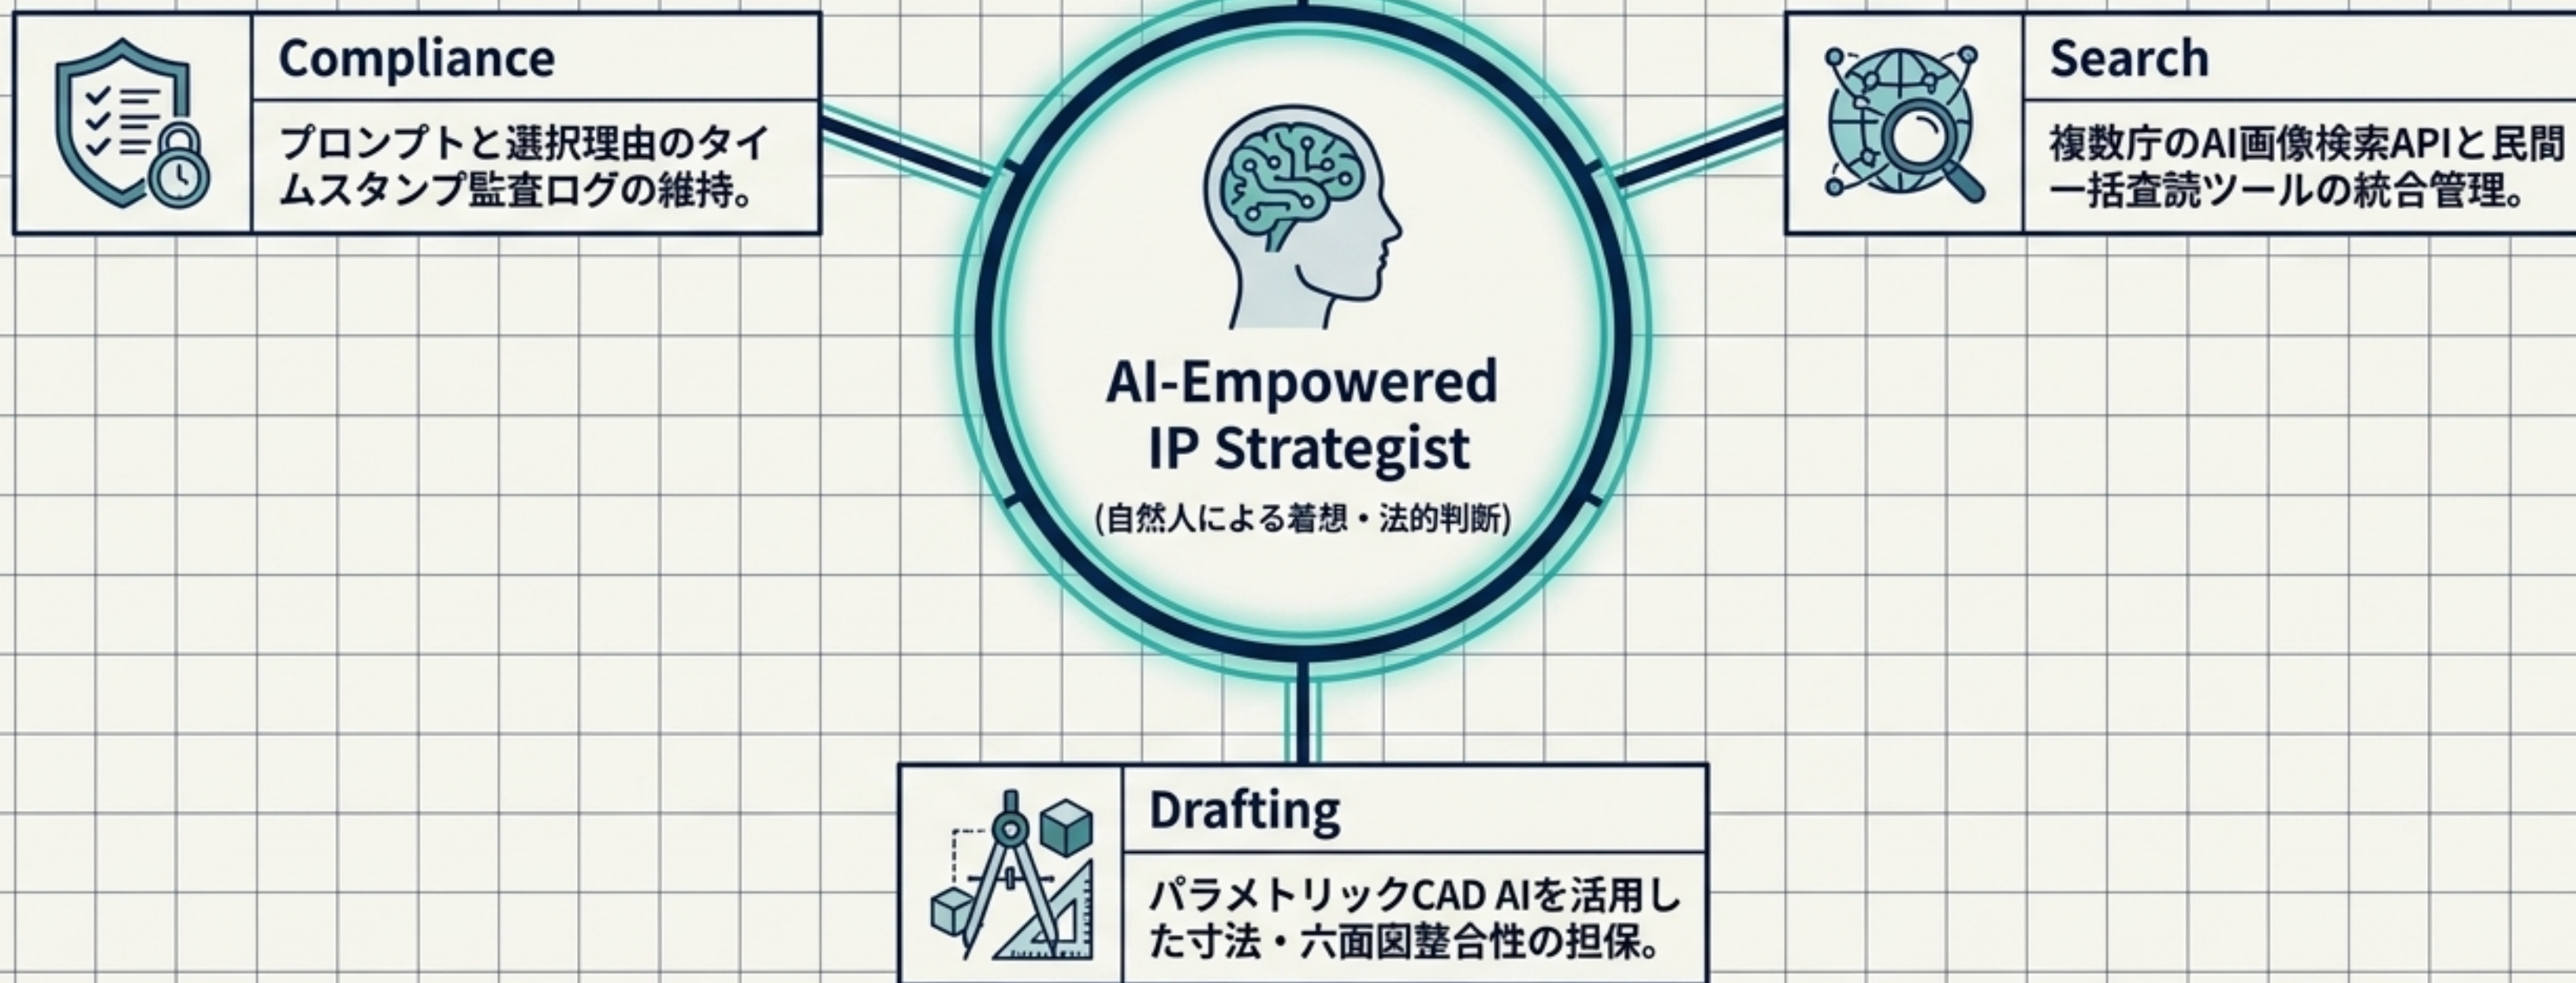 Compliance
プロンプトと選択理由のタイ
ムスタンプ監査ログの維持。
AI-Empowered
IP Strategist
(自然人による着想・法的判断)
Search
複数庁のAI画像検索APIと民間
一括査読ツールの統合管理。
Drafting
パラメトリックCAD AIを活用し
た寸法・六面図整合性の担保。